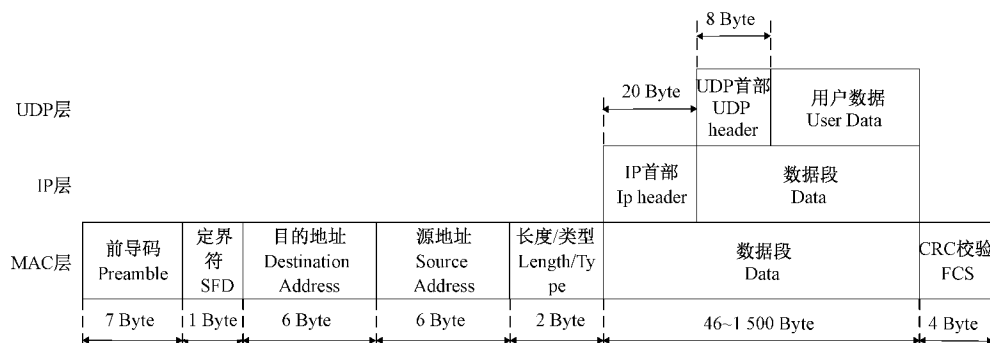 8 Byte
UDP层
20 Byte
UDP首部
UDP
header
用户数据
User Data
IP层
IP首部
Ip header
数据段
Data
MAC层
前导码
Preamble
定界
符
SFD
目的地址
Destination
Address
源地址
Source
Address
长度/类型
Length/Ty
pe
数据段
Data
CRC校验
FCS
7 Byte
1 Byte
6 Byte
6 Byte
2 Byte
46~1 500 Byte
4 Byte